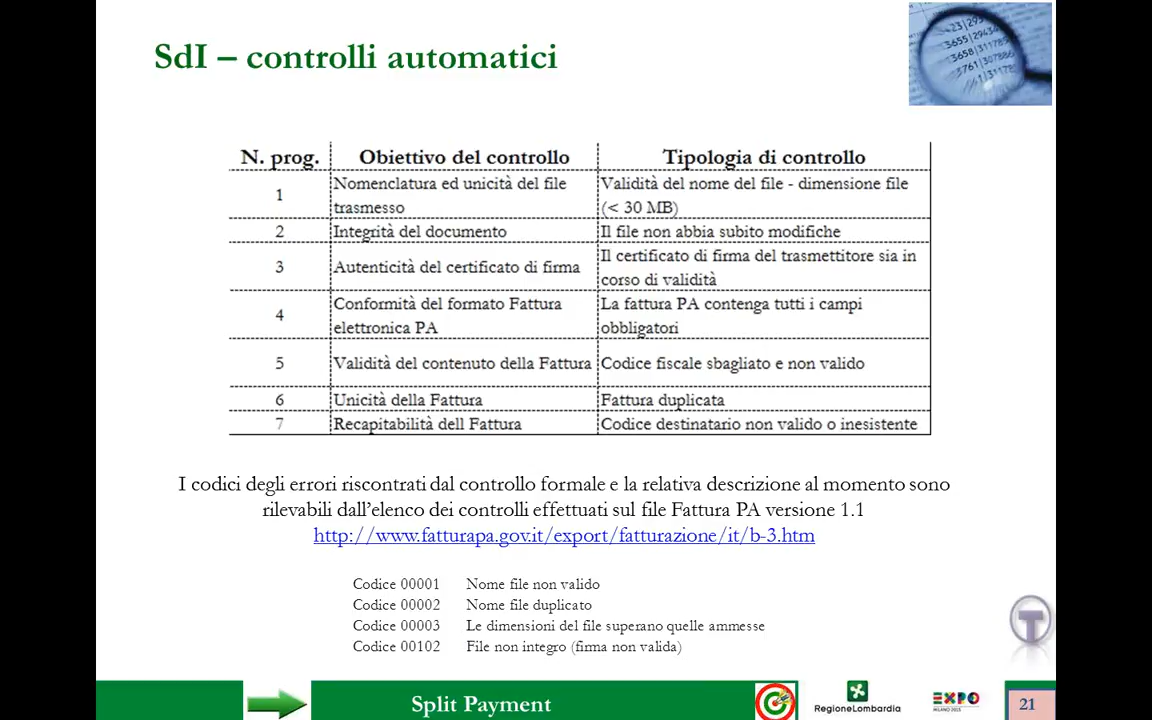 SdI – controlli automatici
N. prog. Obiettivo del controllo Tipologia di controllo
1 Nomenclatura ed unicità del file trasmesso Validità del nome del file - dimensione file (< 30 MB)
2 Integrità del documento Il file non abbia subito modifiche
3 Autenticità del certificato di firma Il certificato di firma del trasmettitore sia in corso di validità
4 Conformità del formato Fattura elettronica PA La fattura PA contenga tutti i campi obbligatori
5 Validità del contenuto della Fattura Codice fiscale sbagliato e non valido
6 Unicità della Fattura Fattura duplicata
7 Recapitabilità dell Fattura Codice destinatario non valido o inesistente
I codici degli errori riscontrati dal controllo formale e la relativa descrizione al momento sono
rilevabili dall'elenco dei controlli effettuati sul file Fattura PA versione 1.1
http://www.fatturapa.gov.it/export/fatturazione/it/b-3.htm
Codice 00001 Nome file non valido
Codice 00002 Nome file duplicato
Codice 00003 Le dimensioni del file superano quelle ammesse
Codice 00102 File non integro (firma non valida)
T
Split Payment
RegioneLombardia
EXPO
MILANO 2015
21